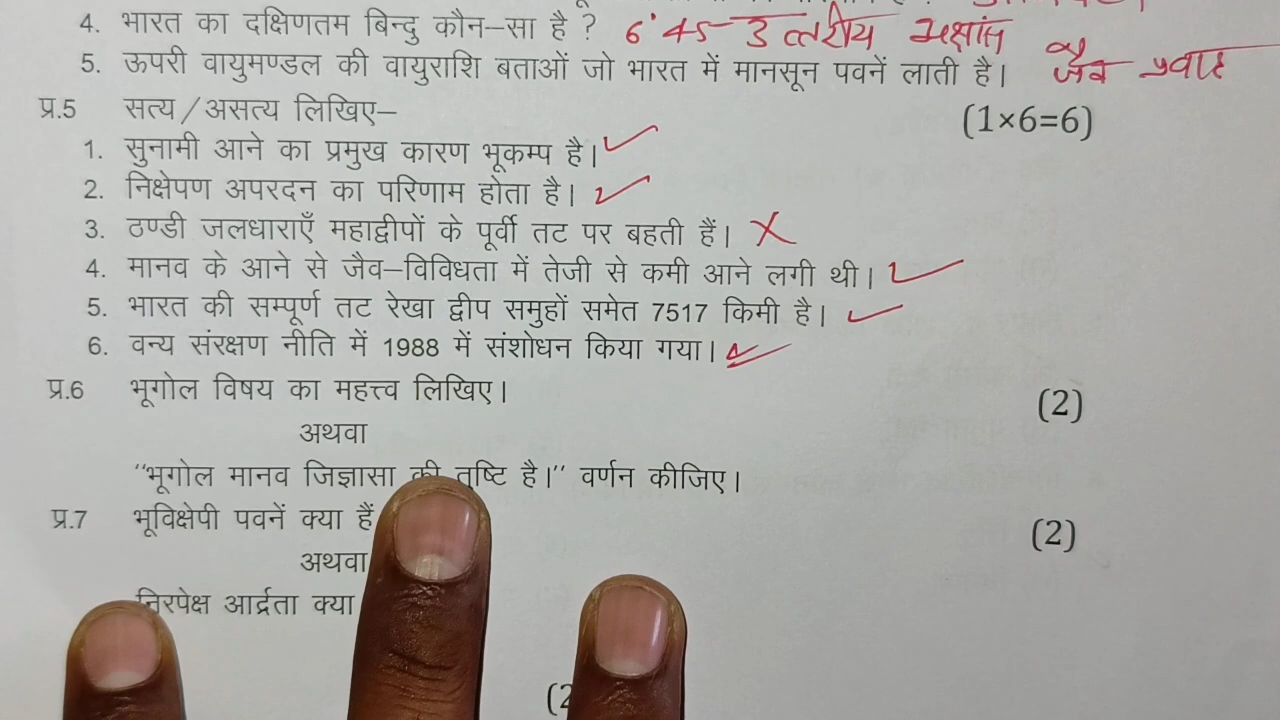 4. भारत का दक्षिणतम बिन्दु कौन–सा है ? 6°45 उत्तरीय अक्षांस
5. ऊपरी वायुमण्डल की वायुराशि बताओं जो भारत में मानसून पवनें लाती है। प्रवाह
प्र.5 सत्य/असत्य लिखिए– (1×6=6)
1. सुनामी आने का प्रमुख कारण भूकम्प है। ✓
2. निक्षेपण अपरदन का परिणाम होता है। ✓
3. ठण्डी जलधाराएँ महाद्वीपों के पूर्वी तट पर बहती हैं। X
4. मानव के आने से जैव–विविधता में तेजी से कमी आने लगी थी। ✓
5. भारत की सम्पूर्ण तट रेखा द्वीप समुहों समेत 7517 किमी है। ✓
6. वन्य संरक्षण नीति में 1988 में संशोधन किया गया। ✓
प्र.6 भूगोल विषय का महत्त्व लिखिए। (2)
अथवा
"भूगोल मानव जिज्ञासा की तृष्टि है।" वर्णन कीजिए।
प्र.7 भूविक्षेपी पवनें क्या हैं (2)
अथवा
निरपेक्ष आर्द्रता क्या
(2